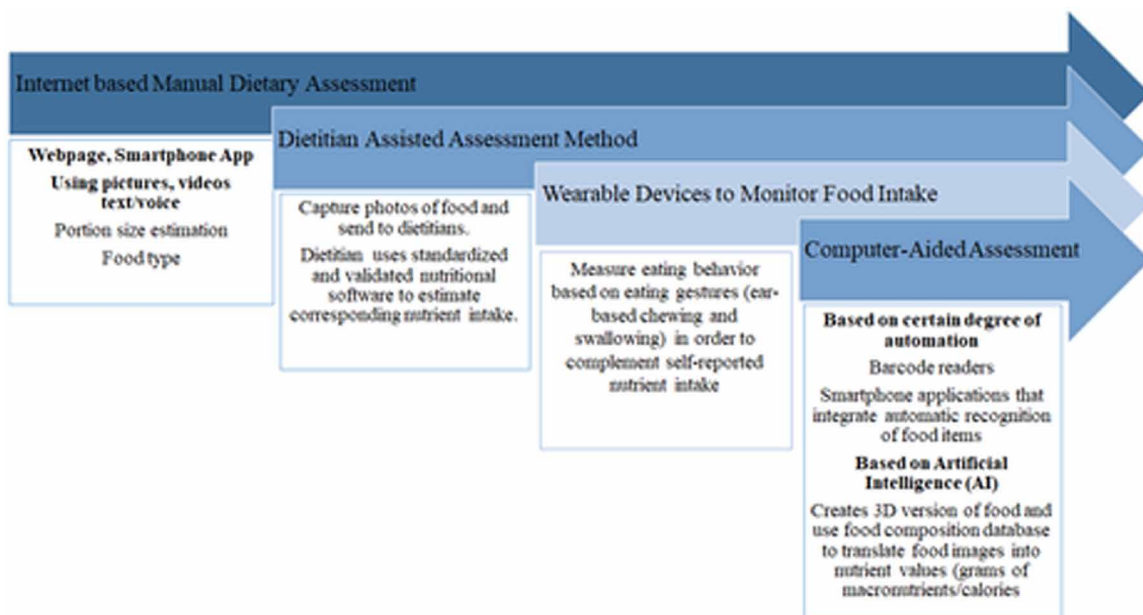 Internet based Manual Dietary Assessment
Webpage, Smartphone App
Using pictures, videos
text/voice
Portion size estimation
Food type
Dietitian Assisted Assessment Method
Capture photos of food and
send to dietitians.
Dietitian uses standardized
and validated nutritional
software to estimate
corresponding nutrient intake.
Wearable Devices to Monitor Food Intake
Measure eating behavior
based on eating gestures (ear-
based chewing and
swallowing) in order to
complement self-reported
nutrient intake
Computer-Aided Assessment
Based on certain degree of
automation
Barcode readers
Smartphone applications that
integrate automatic recognition
of food items
Based on Artificial
Intelligence (AI)
Creates 3D version of food and
use food composition database
to translate food images into
nutrient values (grams of
macronutrients/calories